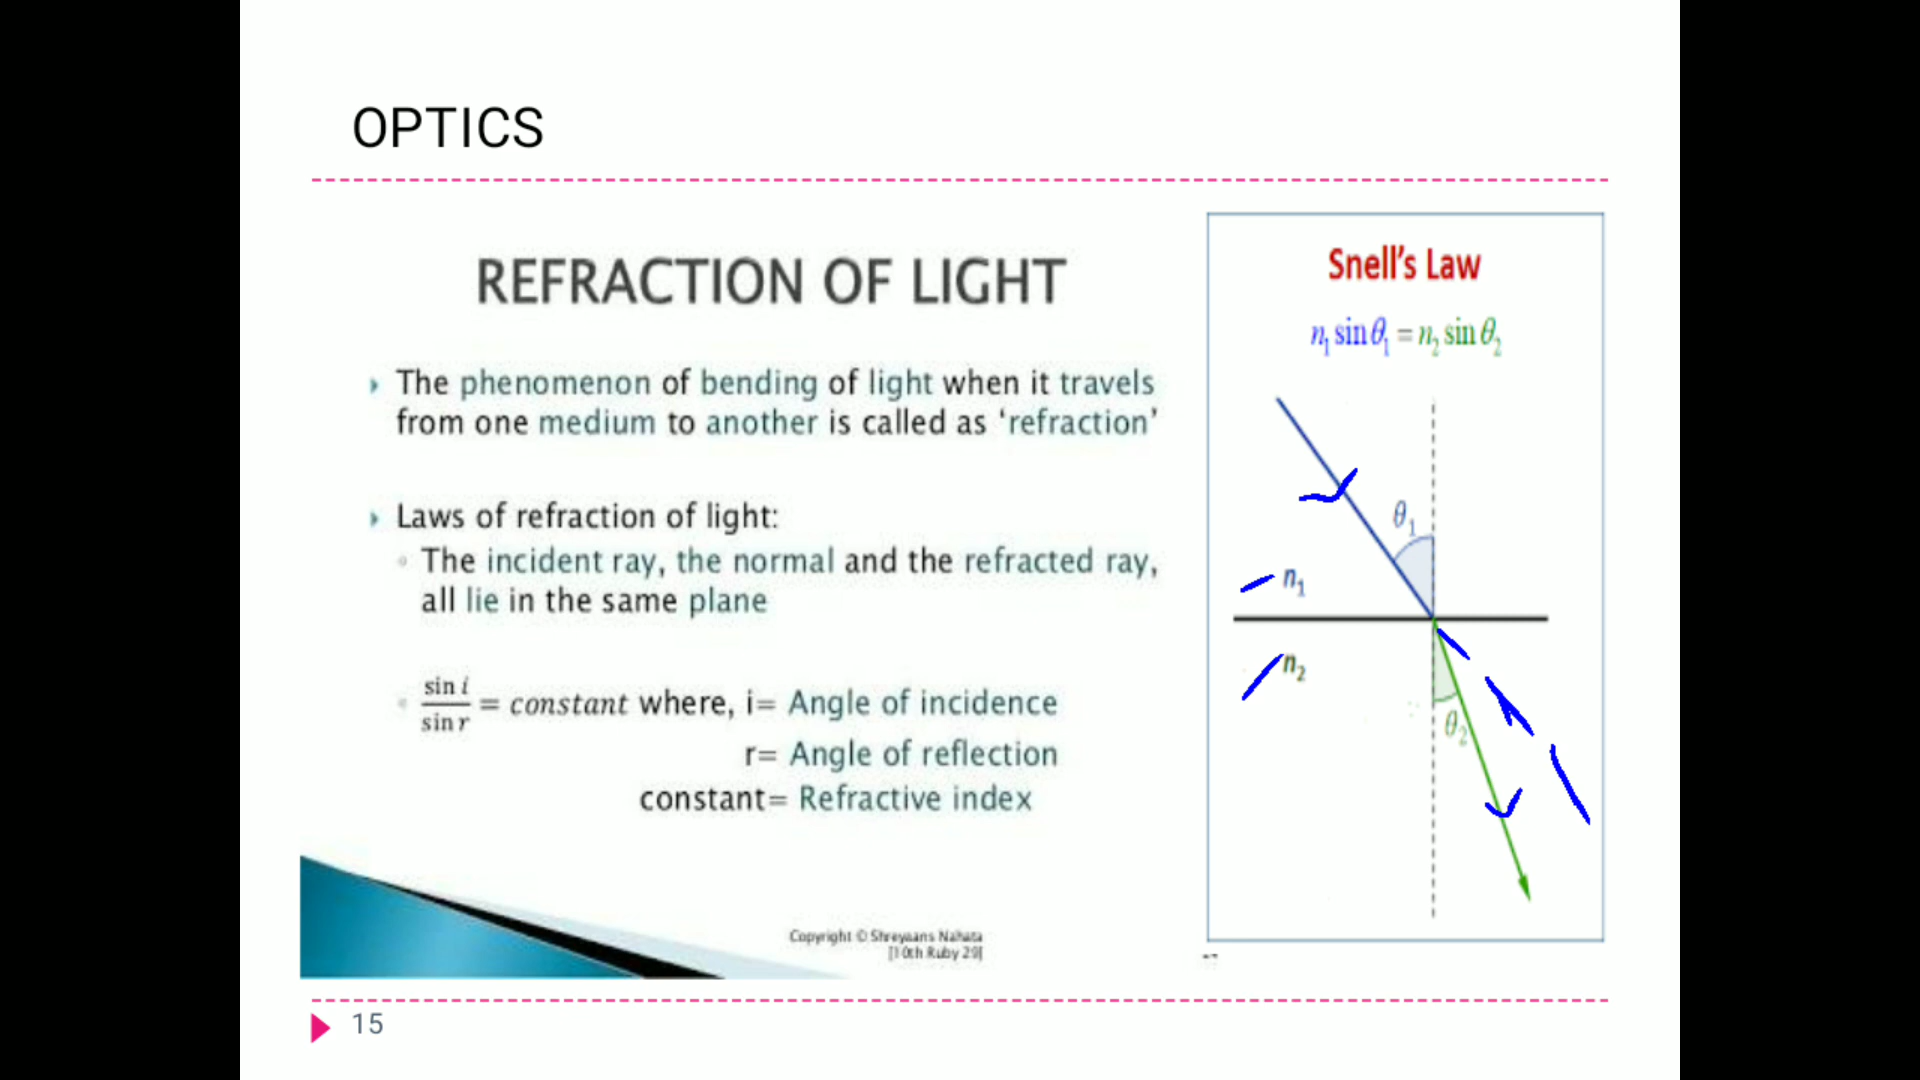 OPTICS
REFRACTION OF LIGHT
The phenomenon of bending of light when it travels
from one medium to another is called as ‘refraction’
Laws of refraction of light:
The incident ray, the normal and the refracted ray,
all lie in the same plane
sin i / sin r = constant where, i= Angle of incidence
r= Angle of reflection
constant= Refractive index
Copyright © Shreyaans Nahata
[10th Ruby 29]
Snell’s Law
n₁ sin θ₁ = n₂ sin θ₂
θ₁
n₁
n₂
θ₂
15